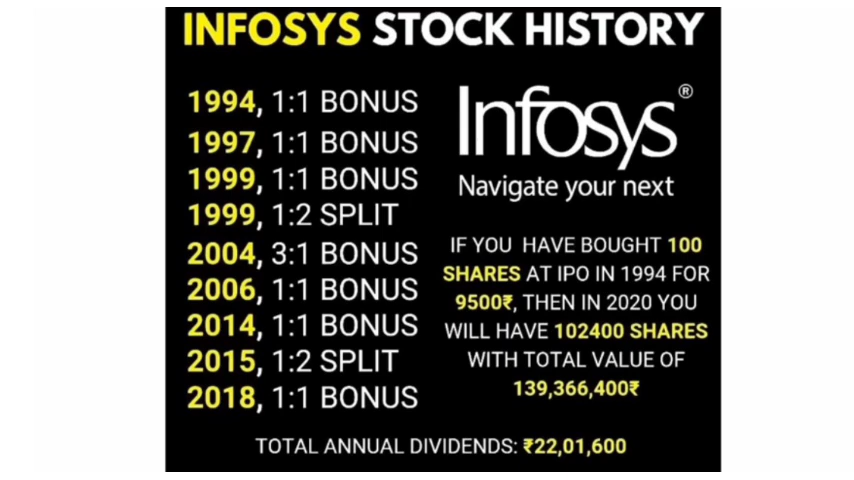 INFOSYS STOCK HISTORY
1994, 1:1 BONUS
1997, 1:1 BONUS
1999, 1:1 BONUS
1999, 1:2 SPLIT
2004, 3:1 BONUS
2006, 1:1 BONUS
2014, 1:1 BONUS
2015, 1:2 SPLIT
2018, 1:1 BONUS
Infosys®
Navigate your next
IF YOU HAVE BOUGHT 100
SHARES AT IPO IN 1994 FOR
9500₹, THEN IN 2020 YOU
WILL HAVE 102400 SHARES
WITH TOTAL VALUE OF
139,366,400₹
TOTAL ANNUAL DIVIDENDS: ₹22,01,600